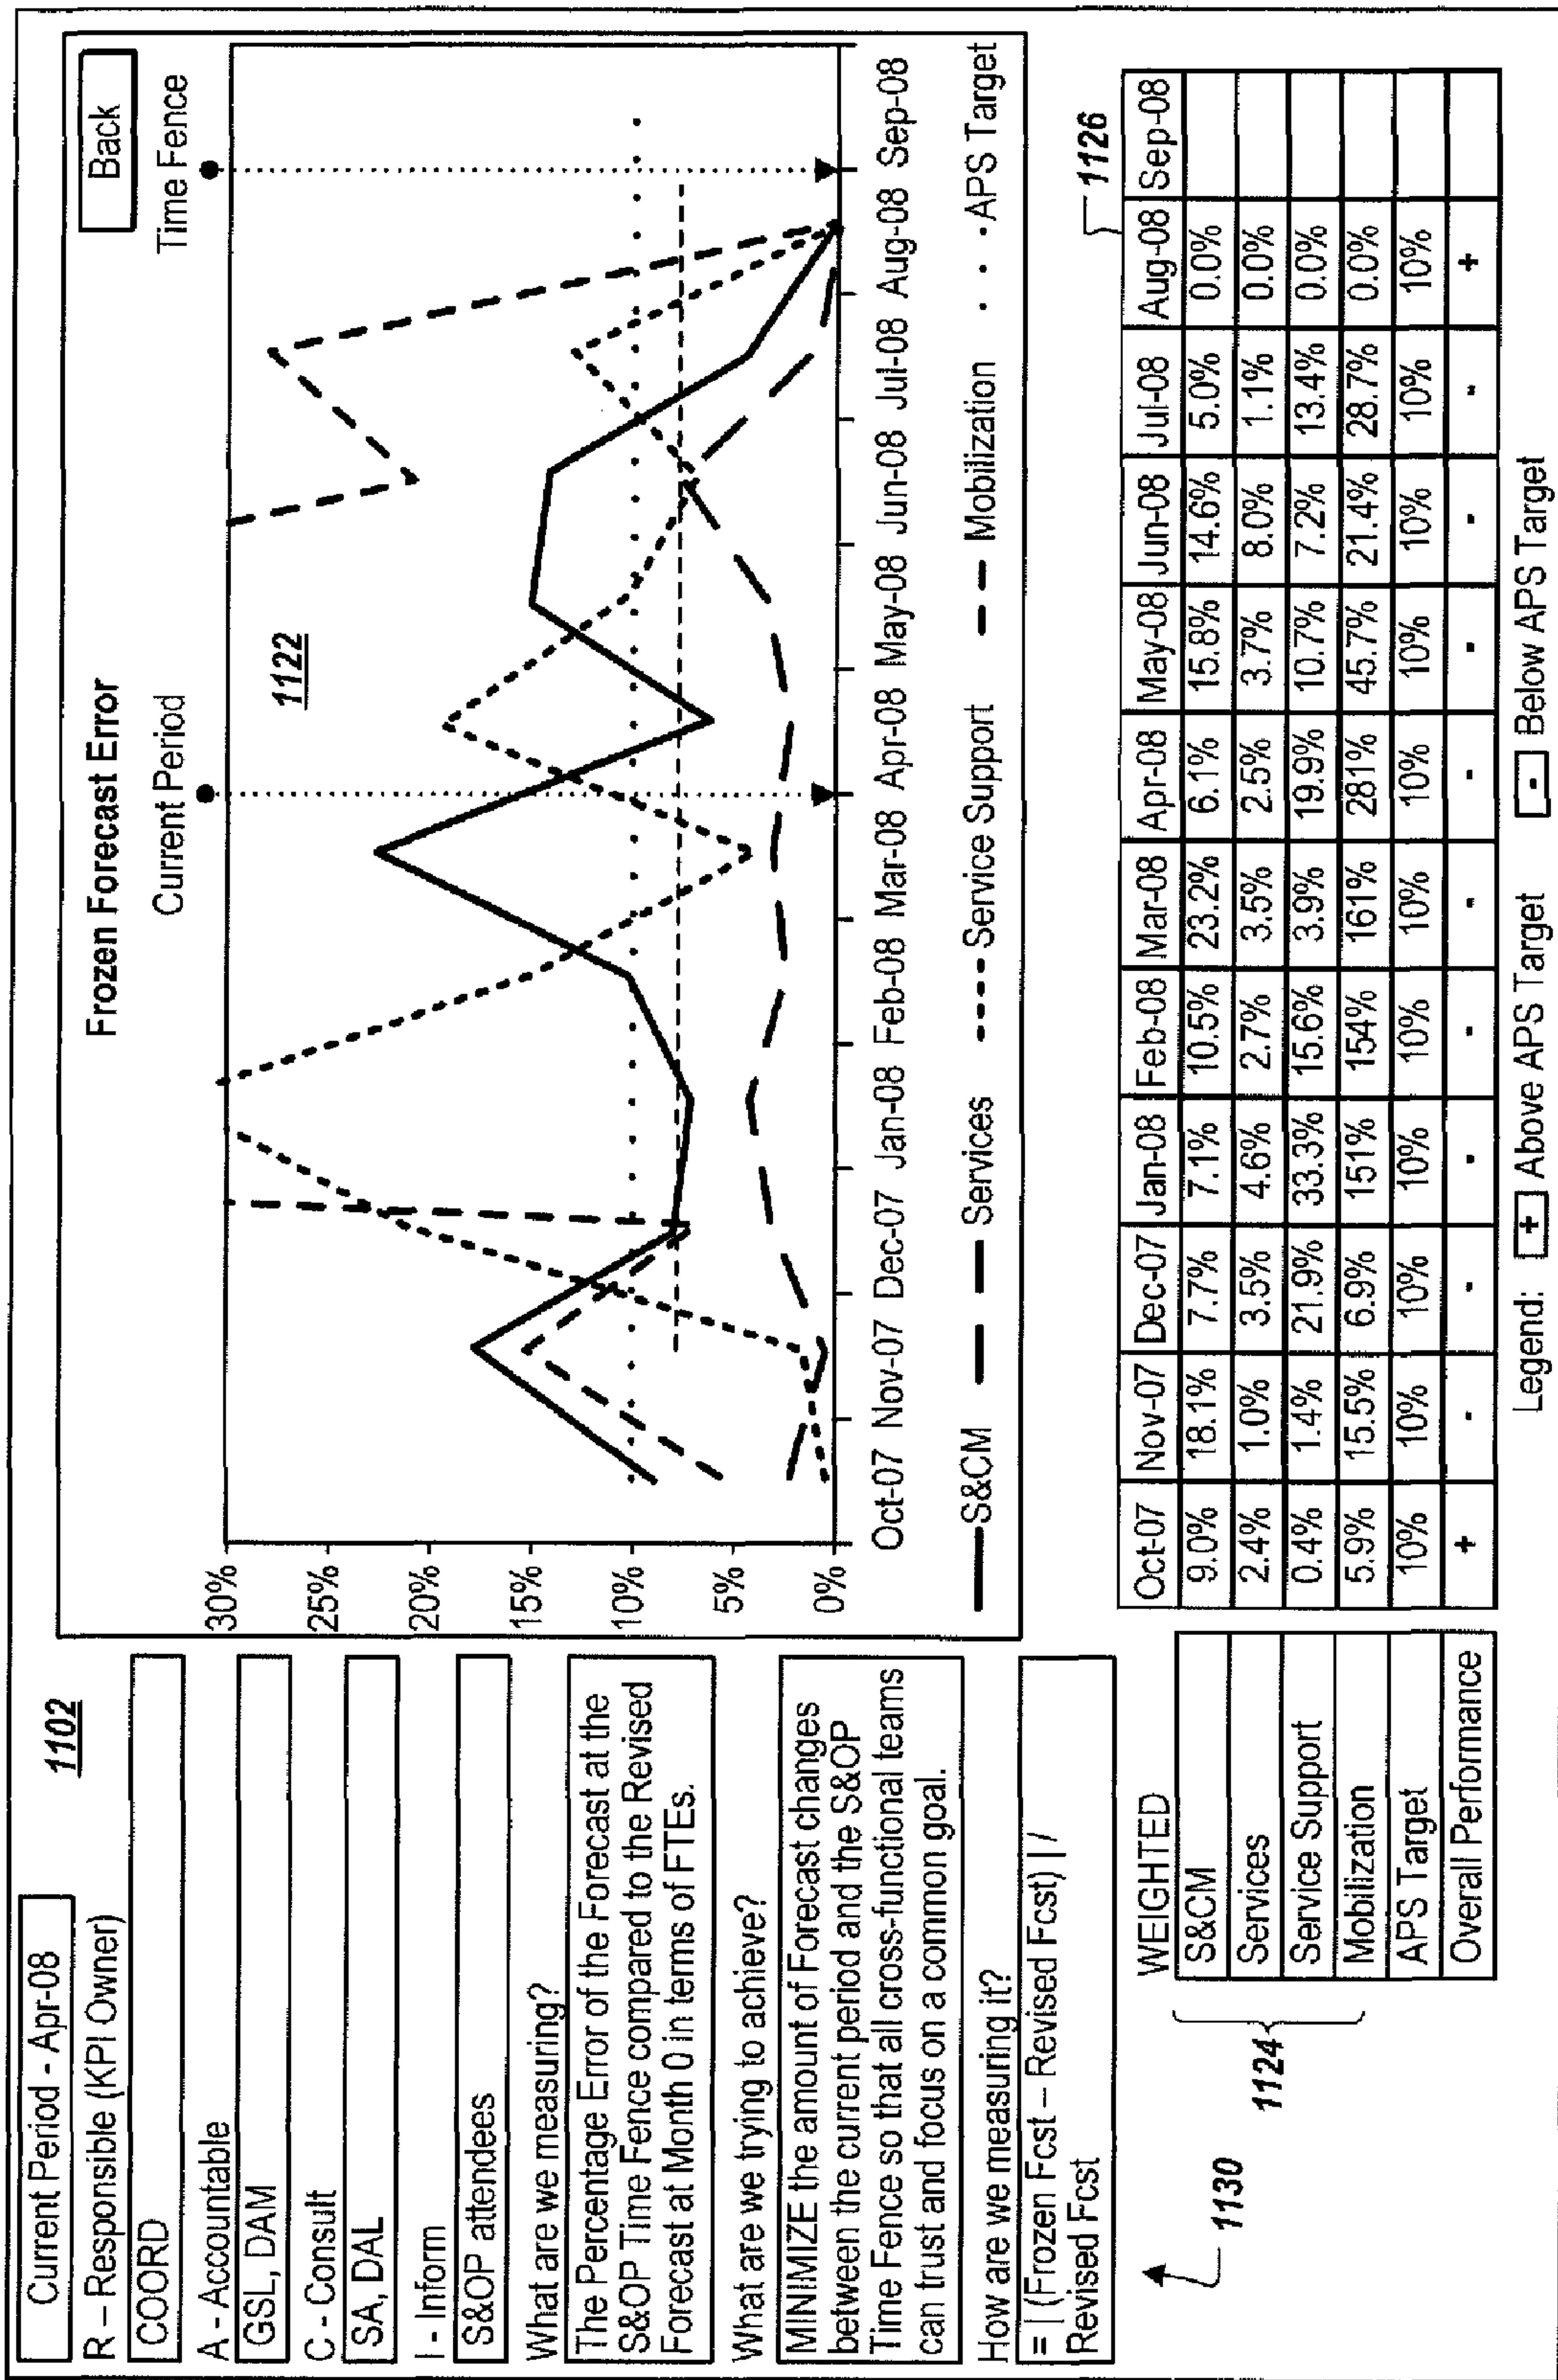 Current Period - Apr-08
1102
R – Responsible (KPI Owner)
COORD
A - Accountable
GSL, DAM
C - Consult
SA, DAL
I - Inform
S&OP attendees
What are we measuring?
The Percentage Error of the Forecast at the
S&OP Time Fence compared to the Revised
Forecast at Month 0 in terms of FTEs.
What are we trying to achieve?
MINIMIZE the amount of Forecast changes
between the current period and the S&OP
Time Fence so that all cross-functional teams
can trust and focus on a common goal.
How are we measuring it?
= | (Frozen Fcst – Revised Fcst) | /
Revised Fcst
Frozen Forecast Error
Back
Current Period
Time Fence
1122
30%
25%
20%
15%
10%
5%
0%
Oct-07 Nov-07 Dec-07 Jan-08 Feb-08 Mar-08 Apr-08 May-08 Jun-08 Jul-08 Aug-08 Sep-08
S&CM Services Service Support Mobilization APS Target
1126
1130
1124
WEIGHTED Oct-07 Nov-07 Dec-07 Jan-08 Feb-08 Mar-08 Apr-08 May-08 Jun-08 Jul-08 Aug-08 Sep-08
S&CM 9.0% 18.1% 7.7% 7.1% 10.5% 23.2% 6.1% 15.8% 14.6% 5.0% 0.0%
Services 2.4% 1.0% 3.5% 4.6% 2.7% 3.5% 2.5% 3.7% 8.0% 1.1% 0.0%
Service Support 0.4% 1.4% 21.9% 33.3% 15.6% 3.9% 19.9% 10.7% 7.2% 13.4% 0.0%
Mobilization 5.9% 15.5% 6.9% 151% 154% 161% 281% 45.7% 21.4% 28.7% 0.0%
APS Target 10% 10% 10% 10% 10% 10% 10% 10% 10% 10% 10%
Overall Performance + - - - - - - - - - +
Legend: + Above APS Target - Below APS Target